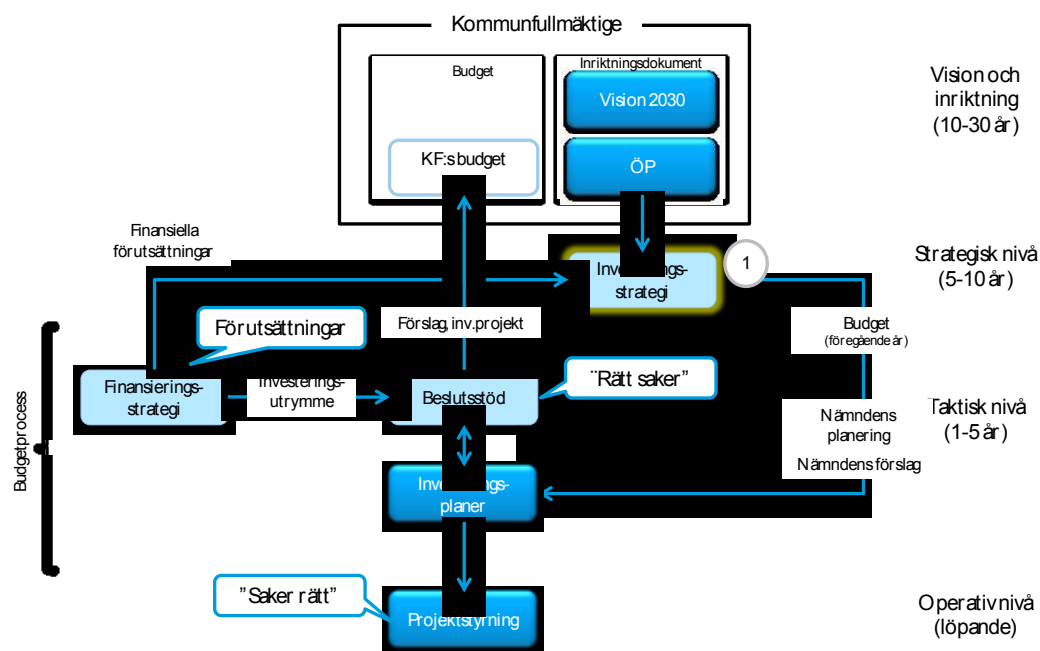 Kommunfullmäktige
Budget
Inriktningsdokument
Vision 2030
KF:s budget
ÖP
Vision och
inriktning
(10-30 år)
Finansiella
förutsättningar
1
Strategisk nivå
(5-10 år)
strategi
Förutsättningar
Förslag, inv.projekt
Budget
(föregående år)
Finansierings-
strategi
Investerings-
utrymme
Beslutsstöd
¨Rätt saker”
Taktisk nivå
(1-5 år)
Nämndens
planering
Nämndens förslag
Budgetprocess
planer
”Saker rätt”
Projektstyrning
Operativ nivå
(löpande)